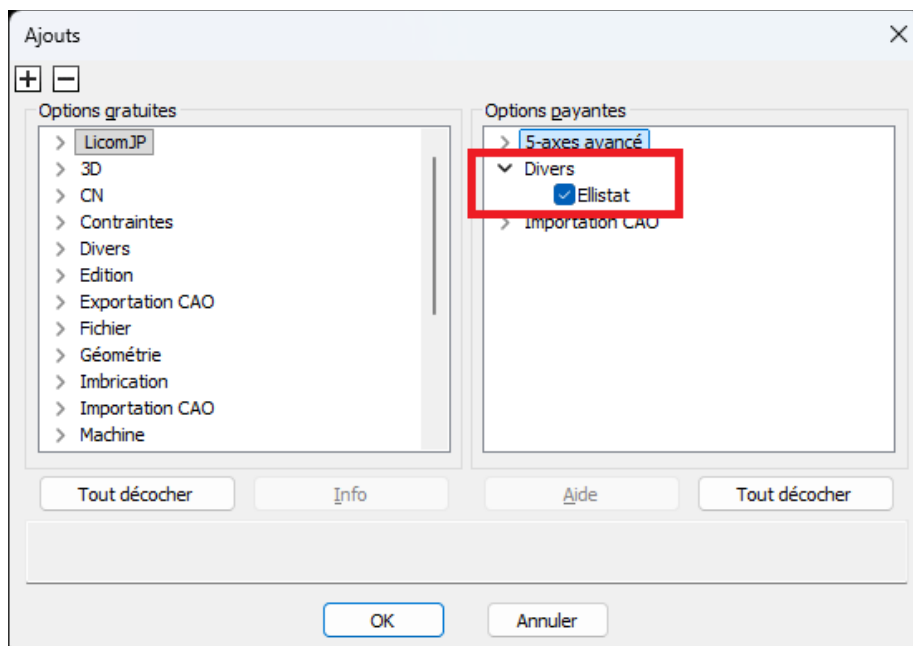 Ajouts
Options gratuites
LicomJP
3D
CN
Contraintes
Divers
Edition
Exportation CAO
Fichier
Géométrie
Imbrication
Importation CAO
Machine
Options payantes
5-axes avancé
Divers
Ellistat
Importation CAO
Tout décocher
Info
Aide
Tout décocher
OK
Annuler